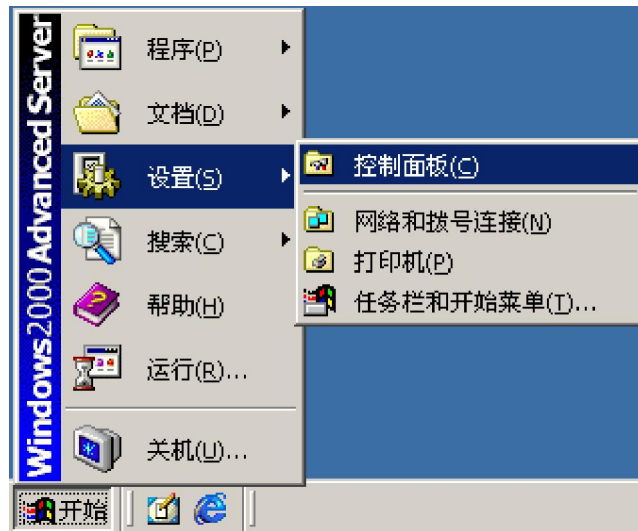 Windows2000Advanced Server
程序(P)
文档(D)
设置(S)
搜索(C)
帮助(H)
运行(R)...
关机(U)...
控制面板(C)
网络和拨号连接(N)
打印机(P)
任务栏和开始菜单(T)...
开始